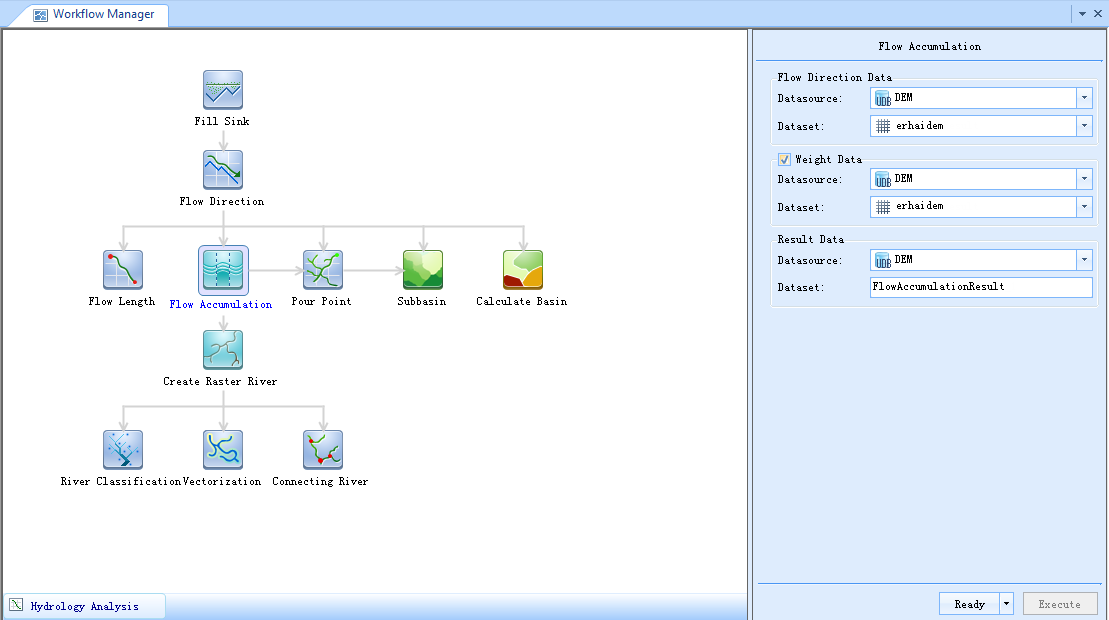 Workflow Manager
Fill Sink
Flow Direction
Flow Length
Flow Accumulation
Pour Point
Subbasin
Calculate Basin
Create Raster River
River Classification
Vectorization
Connecting River
Hydrology Analysis
Flow Accumulation
Flow Direction Data
Datasource: UDB DEM
Dataset: erhaidem
Weight Data
Datasource: UDB DEM
Dataset: erhaidem
Result Data
Datasource: UDB DEM
Dataset: FlowAccumulationResult
Ready Execute